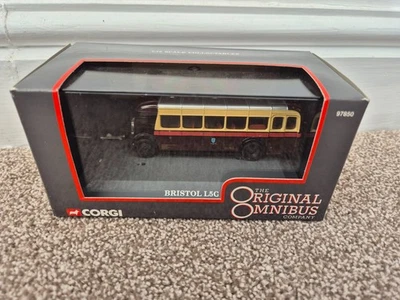 97850
BRISTOL L5G
CORGI
THE
ORIGINAL
OMNIBUS
COMPANY